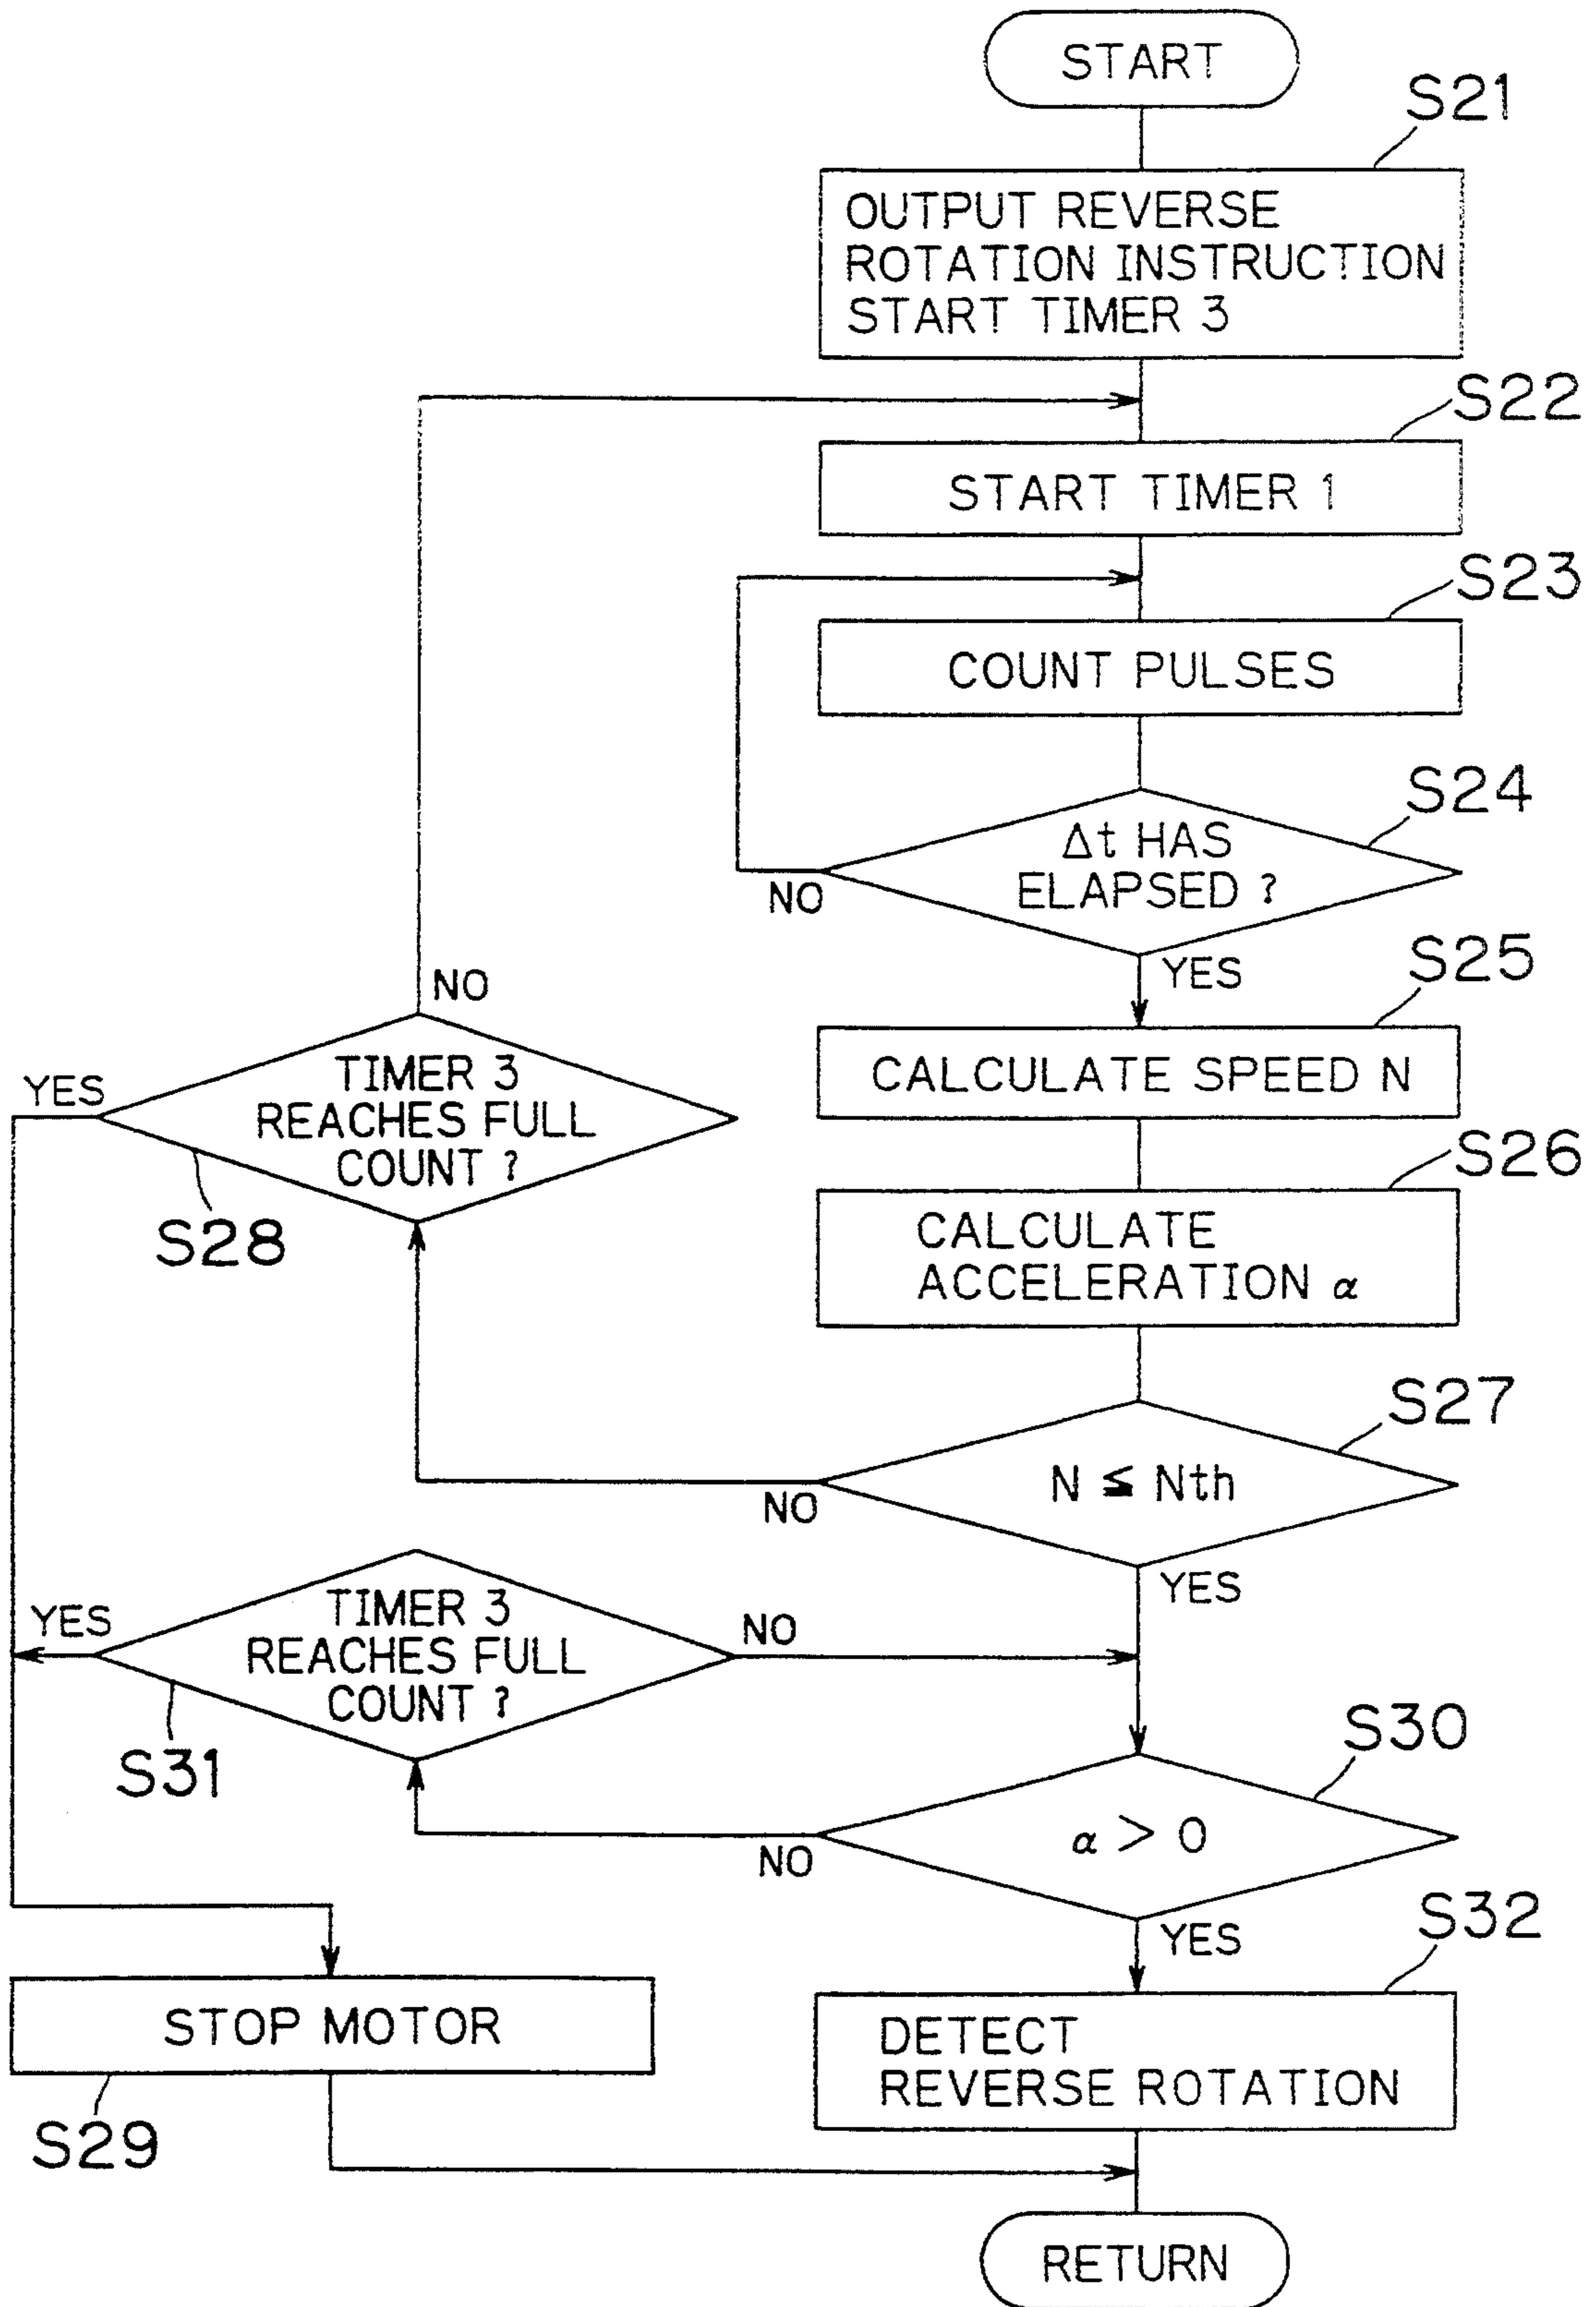 START
S21
OUTPUT REVERSE
ROTATION INSTRUCTION
START TIMER 3
S22
START TIMER 1
S23
COUNT PULSES
S24
Δt HAS
ELAPSED ?
NO
YES
S25
CALCULATE SPEED N
S26
CALCULATE
ACCELERATION α
S27
N ≦ Nth
NO
YES
NO
TIMER 3
REACHES FULL
COUNT ?
YES
S28
TIMER 3
REACHES FULL
COUNT ?
YES
NO
S31
S30
α > 0
NO
YES
S32
DETECT
REVERSE ROTATION
STOP MOTOR
S29
RETURN